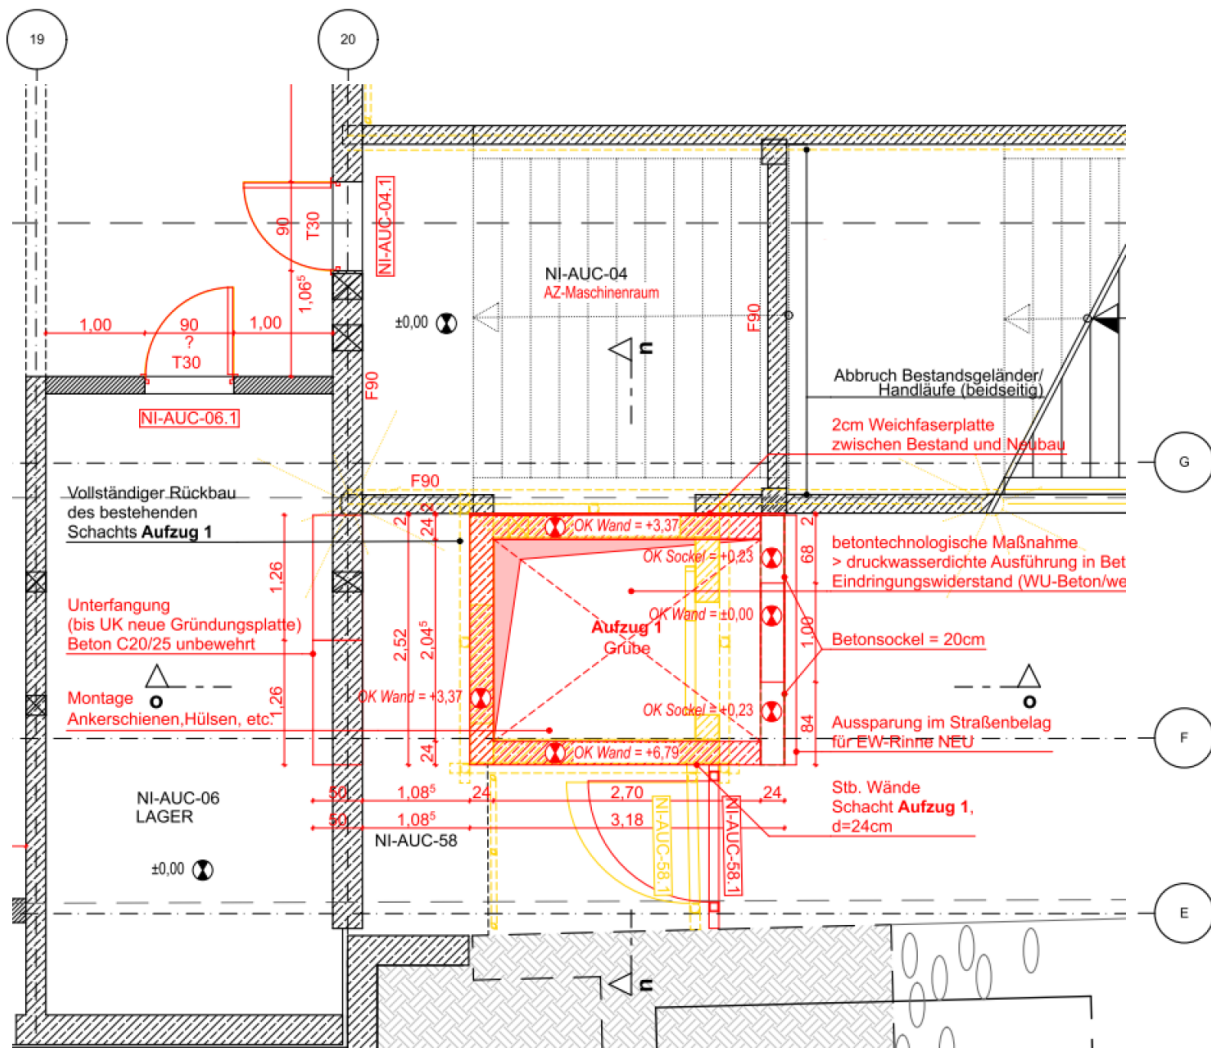 19
20
90
T30
NI-AUC-04.1
1,06⁵
1,00
90
1,00
?
T30
NI-AUC-06.1
F90
NI-AUC-04
AZ-Maschinenraum
±0,00
n
F90
Abbruch Bestandsgeländer/
Handläufe (beidseitig)
2cm Weichfaserplatte
zwischen Bestand und Neubau
G
F90
Vollständiger Rückbau
des bestehenden
Schachts Aufzug 1
2
24
2
OK Wand = +3,37
OK Sockel = +0,23
2
68
betontechnologische Maßnahme
> druckwasserdichte Ausführung in Bet
Eindringungswiderstand (WU-Beton/we
1,26
Unterfangung
(bis UK neue Gründungsplatte)
Beton C20/25 unbewehrt
2,52
2,04⁵
OK Wand = ±0,00
Aufzug 1
Grube
1,00
Betonsockel = 20cm
o
o
Montage
Ankerschienen,Hülsen, etc.
1,26
OK Wand = +3,37
OK Sockel = +0,23
84
Aussparung im Straßenbelag
für EW-Rinne NEU
F
24
OK Wand = +6,79
Stb. Wände
Schacht Aufzug 1,
d=24cm
NI-AUC-06
LAGER
50
1,08⁵
24
2,70
24
50
1,08⁵
3,18
NI-AUC-58
NI-AUC-58.1
NI-AUC-58.1
±0,00
E
n